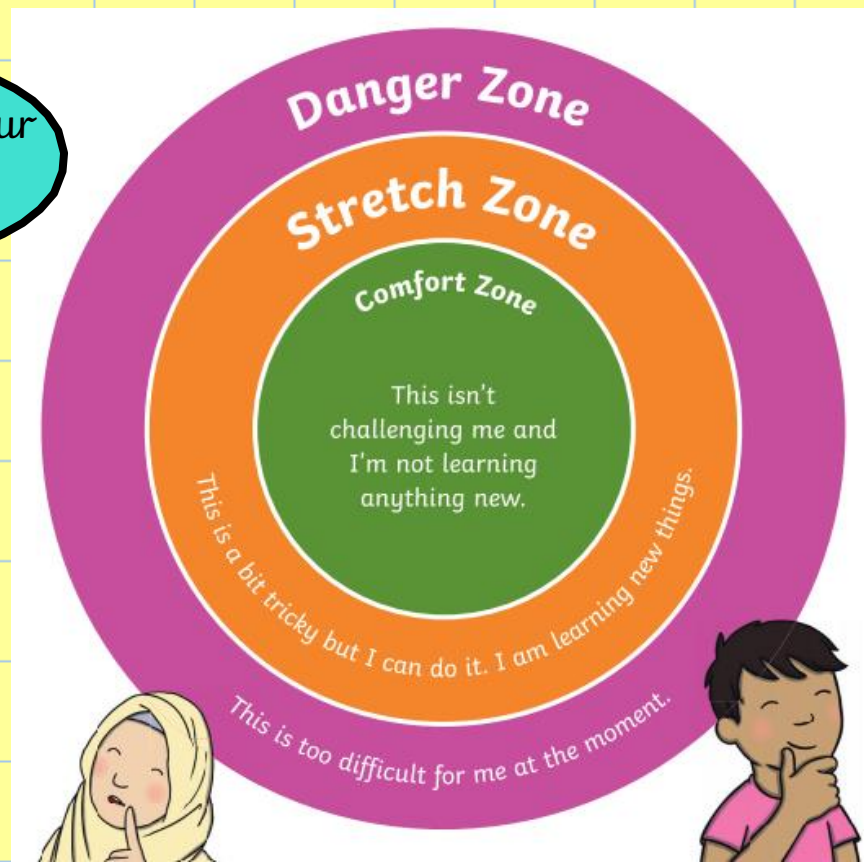 Danger Zone
Stretch Zone
Comfort Zone
This isn't
challenging me and
I'm not learning
anything new.
This is a bit tricky but I can do it. I am learning new things.
This is too difficult for me at the moment.